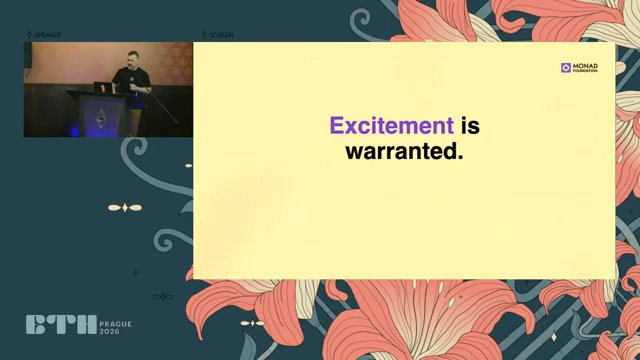 SPEAKER
SCREEN
MONAD
FOUNDATION
Excitement is
warranted.
ETH
PRAGUE
2026